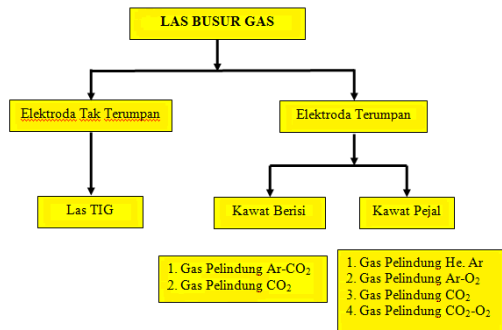 LAS BUSUR GAS
Elektroda Tak Terumpan
Elektroda Terumpan
Las TIG
Kawat Berisi
Kawat Pejal
1. Gas Pelindung Ar-CO₂
2. Gas Pelindung CO₂
1. Gas Pelindung He. Ar
2. Gas Pelindung Ar-O₂
3. Gas Pelindung CO₂
4. Gas Pelindung CO₂-O₂